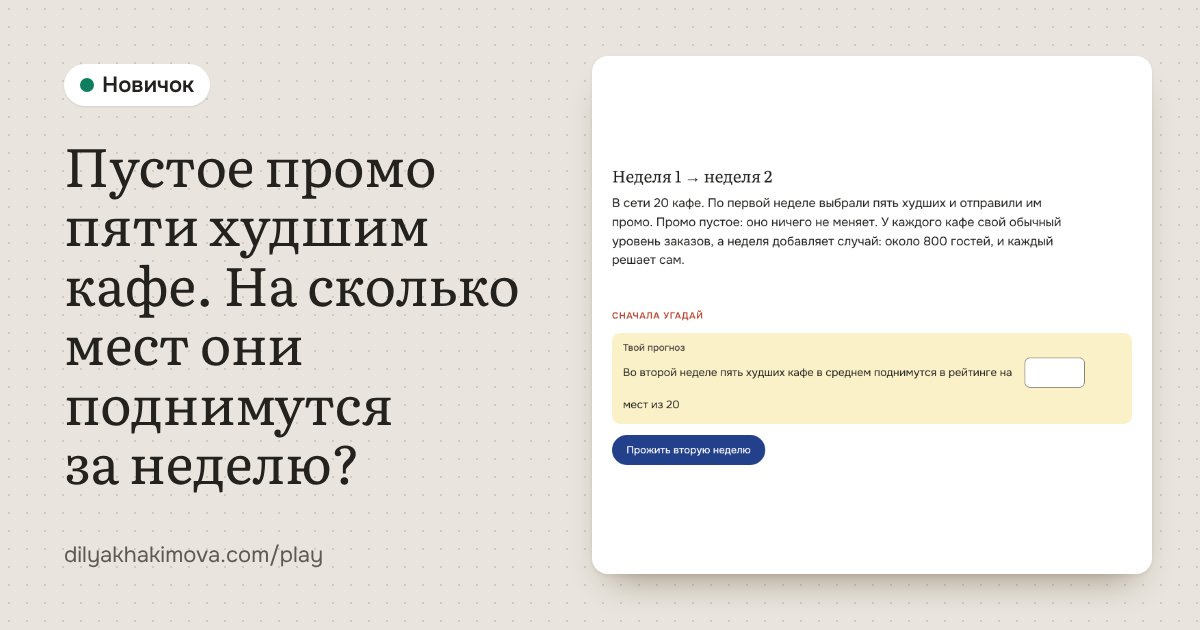 Новичок
Пустое промо
пяти худшим
кафе. На сколько
мест они
поднимутся
за неделю?
dilyakhakimova.com/play
Неделя 1 → неделя 2
В сети 20 кафе. По первой неделе выбрали пять худших и отправили им
промо. Промо пустое: оно ничего не меняет. У каждого кафе свой обычный
уровень заказов, а неделя добавляет случай: около 800 гостей, и каждый
решает сам.
СНАЧАЛА УГАДАЙ
Твой прогноз
Во второй неделе пять худших кафе в среднем поднимутся в рейтинге на
мест из 20
Прожить вторую неделю